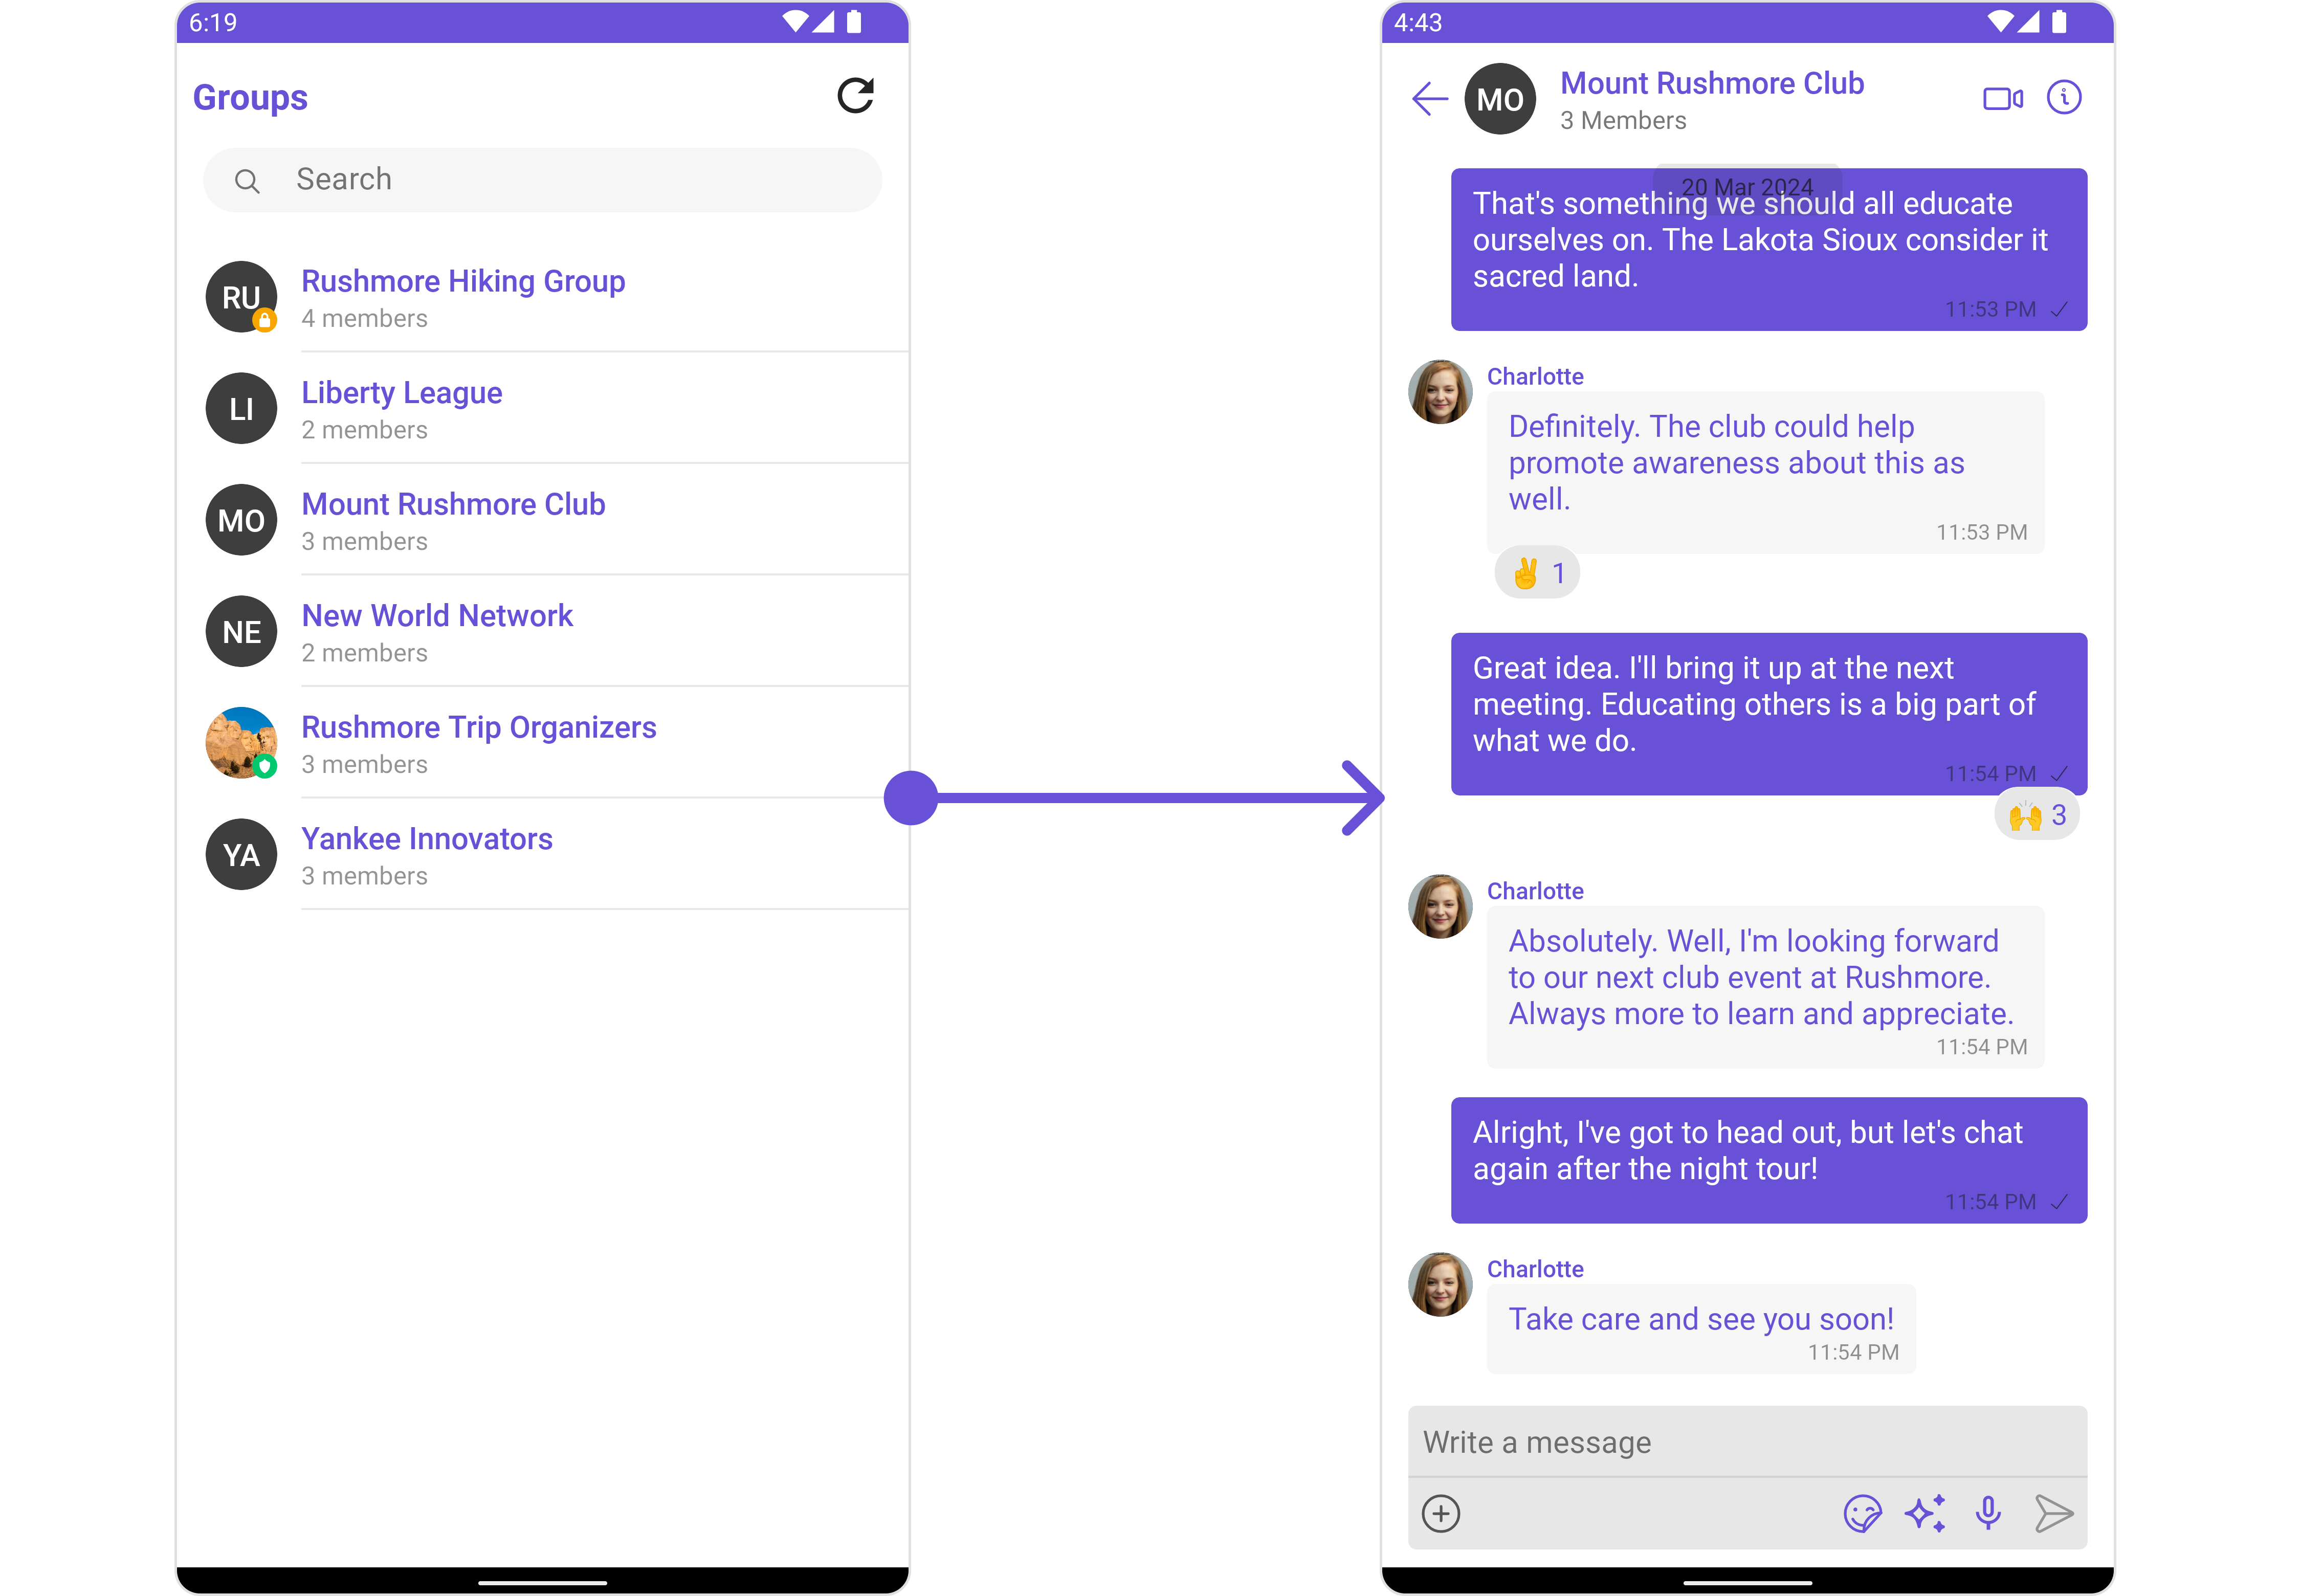 6:19
Groups
Search
RU
Rushmore Hiking Group
4 members
LI
Liberty League
2 members
MO
Mount Rushmore Club
3 members
NE
New World Network
2 members
Rushmore Trip Organizers
3 members
YA
Yankee Innovators
3 members
4:43
MO
Mount Rushmore Club
3 Members
20 Mar 2024
That's something we should all educate
ourselves on. The Lakota Sioux consider it
sacred land.
11:53 PM
Charlotte
Definitely. The club could help
promote awareness about this as
well.
11:53 PM
1
Great idea. I'll bring it up at the next
meeting. Educating others is a big part of
what we do.
11:54 PM
3
Charlotte
Absolutely. Well, I'm looking forward
to our next club event at Rushmore.
Always more to learn and appreciate.
11:54 PM
Alright, I've got to head out, but let's chat
again after the night tour!
11:54 PM
Charlotte
Take care and see you soon!
11:54 PM
Write a message